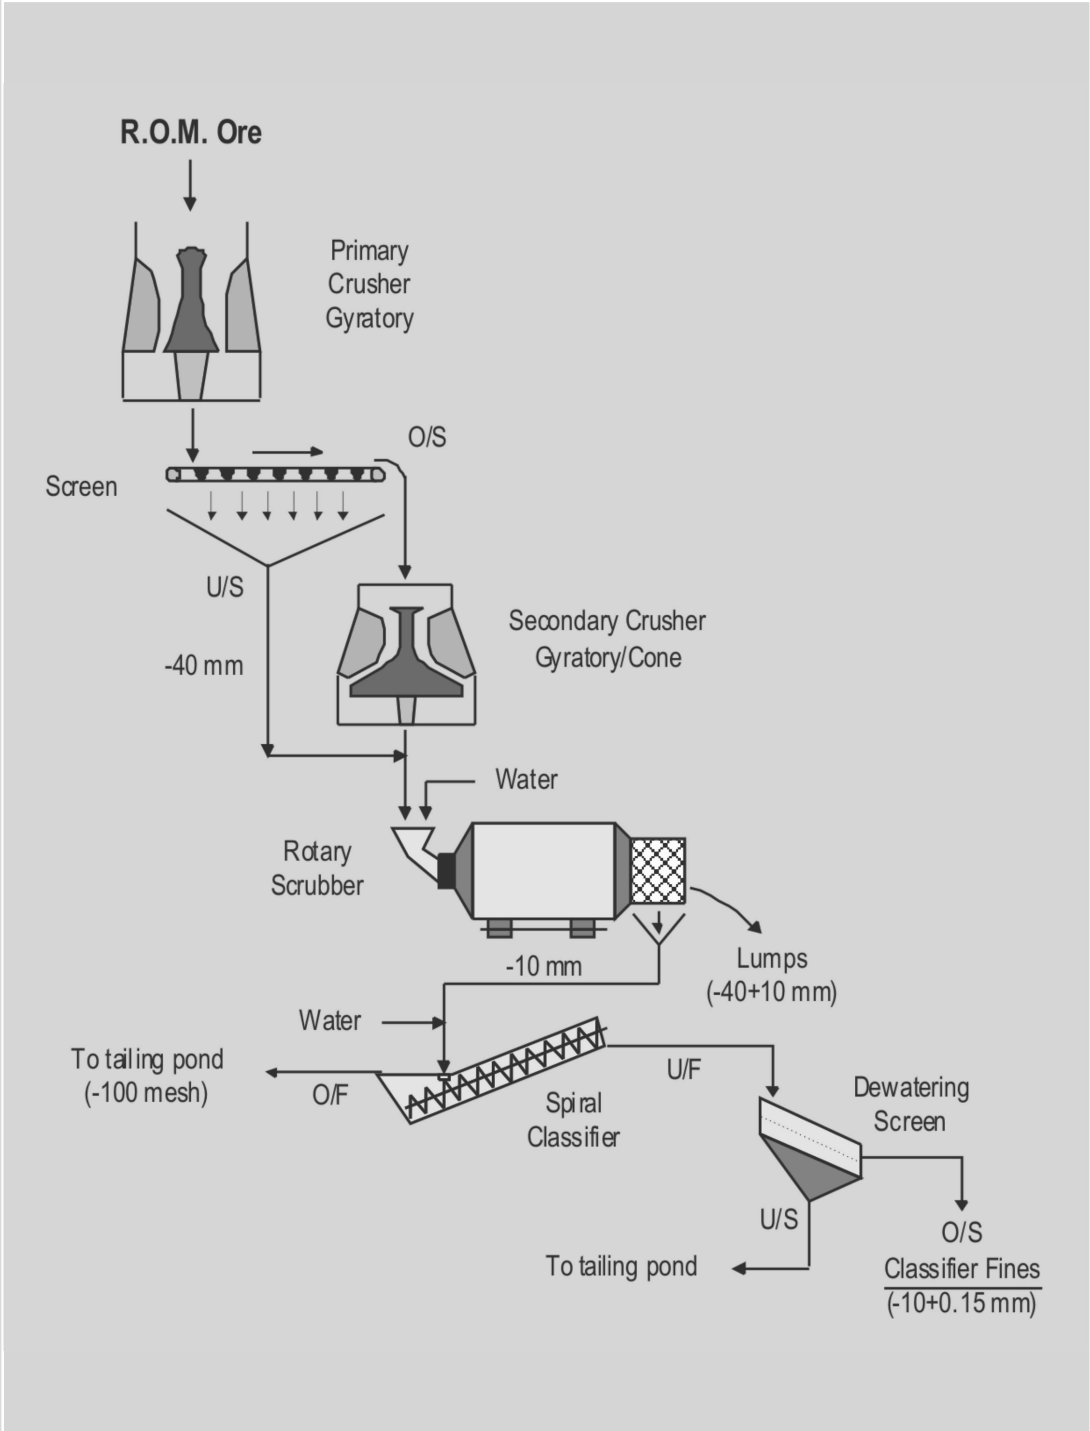 R.O.M. Ore
Primary
Crusher
Gyratory
O/S
Screen
U/S
-40 mm
Secondary Crusher
Gyratory/Cone
Water
Rotary
Scrubber
-10 mm
Lumps
(-40+10 mm)
Water
To tailing pond
(-100 mesh)
O/F
U/F
Spiral
Classifier
Dewatering
Screen
U/S
To tailing pond
O/S
Classifier Fines
(-10+0.15 mm)